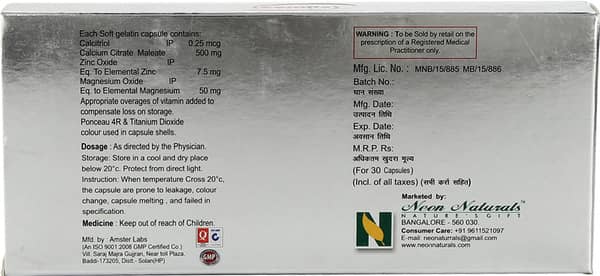 Each Soft gelatin capsule contains:
Calcitriol IP 0.25 mcg
Calcium Citrate Maleate 500 mg
Zinc Oxide IP
Eq. To Elemental Zinc 7.5 mg
Magnesium Oxide IP
Eq. to Elemental Magnesium 50 mg
Appropriate overages of vitamin added to
compensate loss on storage.
Ponceau 4R & Titanium Dioxide
colour used in capsule shells.
Dosage : As directed by the Physician.
Storage: Store in a cool and dry place
below 20°c. Protect from direct light.
Instruction: When temperature Cross 20°c,
the capsule are prone to leakage, colour
change, capsule melting , and failed in
specification.
Medicine : Keep out of reach of Children.
Mfd. by : Amster Labs
(An ISO 9001:2008 GMP Certified Co.)
Vill. Saraj Majra Gujran, Near toll Plaza.
Baddi-173205, Distt.- Solan(HP)
Q
GMP
WARNING : To be Sold by retail on the
prescription of a Registered Medical
Practitioner only.
Mfg. Lic. No. : MNB/15/885 MB/15/886
Batch No.:
घान संख्या
Mfg. Date:
उत्पादन तिथि
Exp. Date:
अवसान तिथि
M.R.P. Rs:
अधिकतम खुदरा मूल्य
(For 30 Capsules)
(Incl. of all taxes) (सभी करों सहित)
Marketed by:
Neon Naturals™
NATURE'S GIFT
BANGALORE - 560 030.
Consumer Care: +91 9611521097
E-mail: neonaturals@gmail.com
www.neonnaturals.com